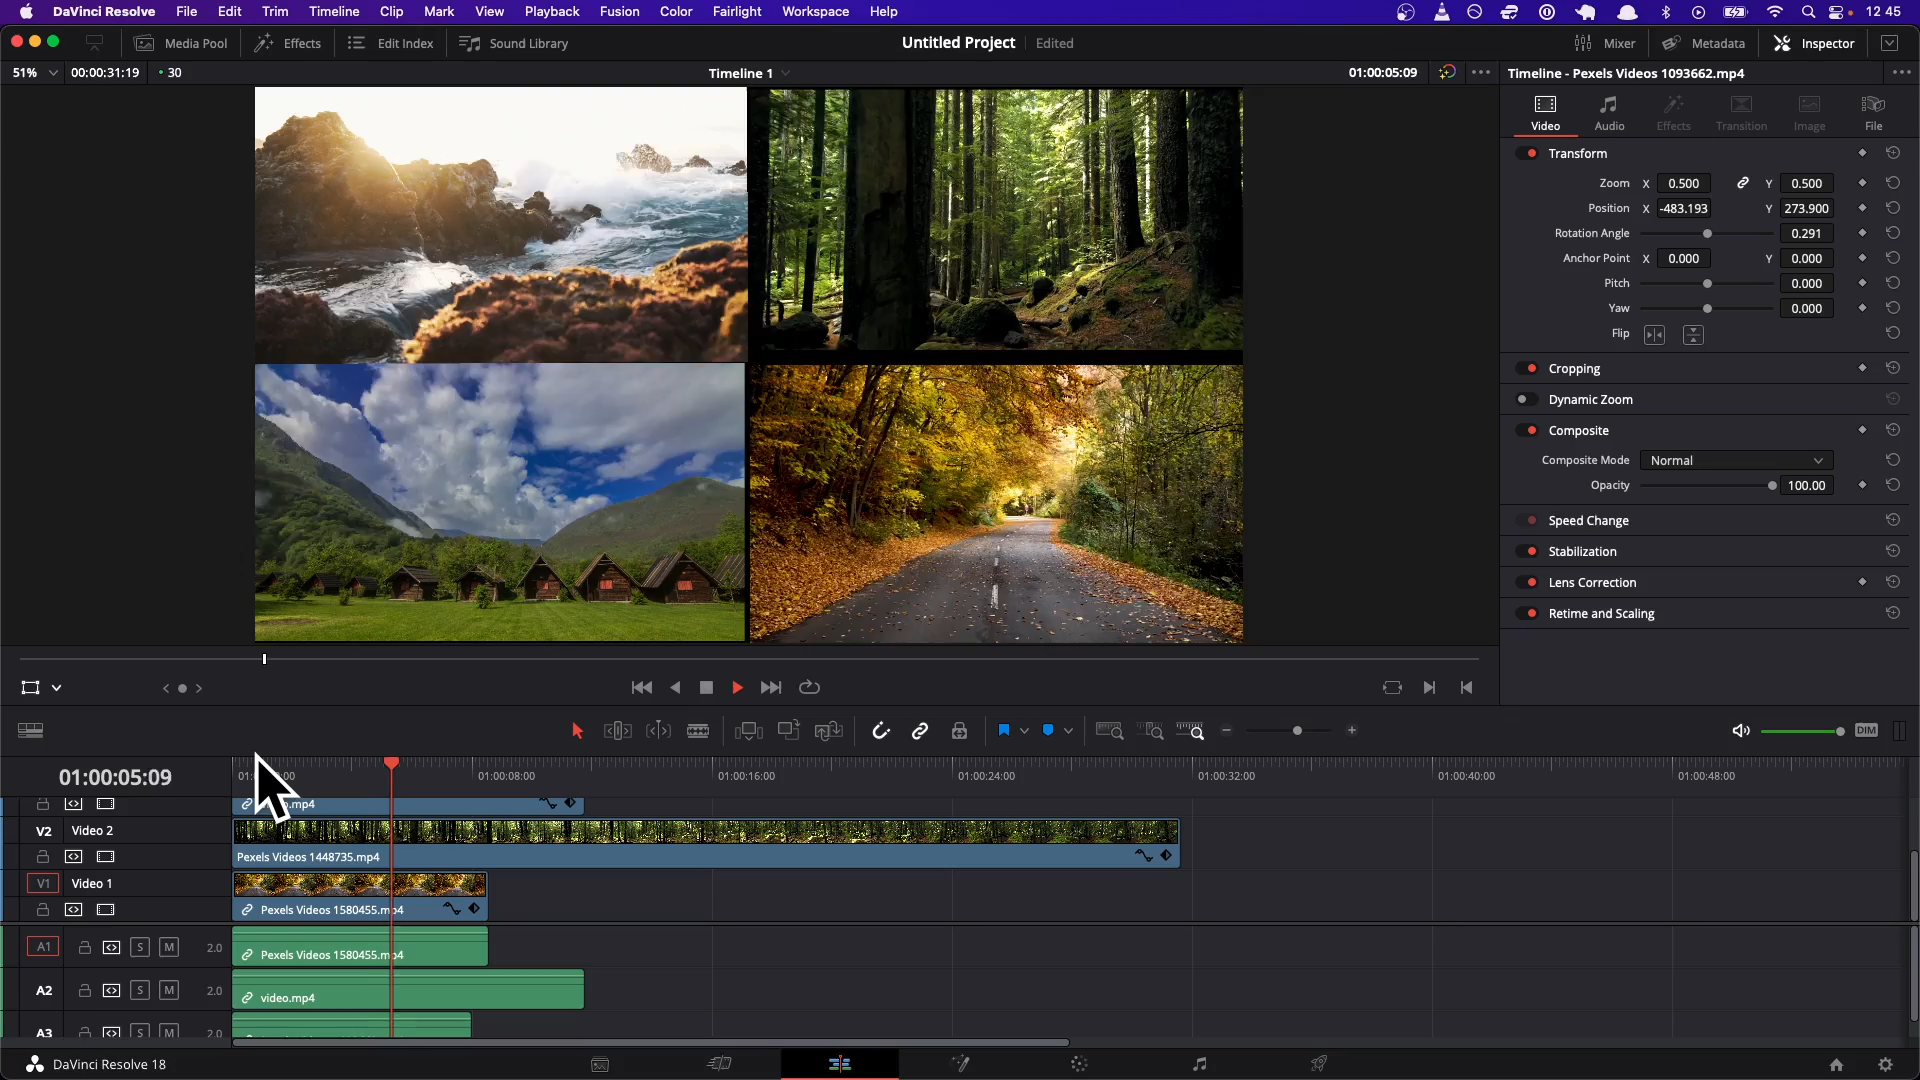 DaVinci Resolve File Edit Trim Timeline Clip Mark View Playback Fusion Color Fairlight Workspace Help 12 45
Media Pool Effects Edit Index Sound Library Untitled Project Edited Mixer Metadata Inspector
51% 00:00:31:19 • 30 Timeline 1 01:00:05:09 Timeline - Pexels Videos 1093662.mp4
Video Audio Effects Transition Image File
Transform
Zoom X 0.500 Y 0.500
Position X -483.193 Y 273.900
Rotation Angle 0.291
Anchor Point X 0.000 Y 0.000
Pitch 0.000
Yaw 0.000
Flip
Cropping
Dynamic Zoom
Composite
Composite Mode Normal
Opacity 100.00
Speed Change
Stabilization
Lens Correction
Retime and Scaling
DIM
01:00:05:09 01:00:08:00 01:00:16:00 01:00:24:00 01:00:32:00 01:00:40:00 01:00:48:00
.mp4
V2 Video 2
Pexels Videos 1448735.mp4
V1 Video 1
Pexels Videos 1580455.mp4
A1 S M 2.0
Pexels Videos 1580455.mp4
A2 S M 2.0
video.mp4
A3 S M 2.0
DaVinci Resolve 18